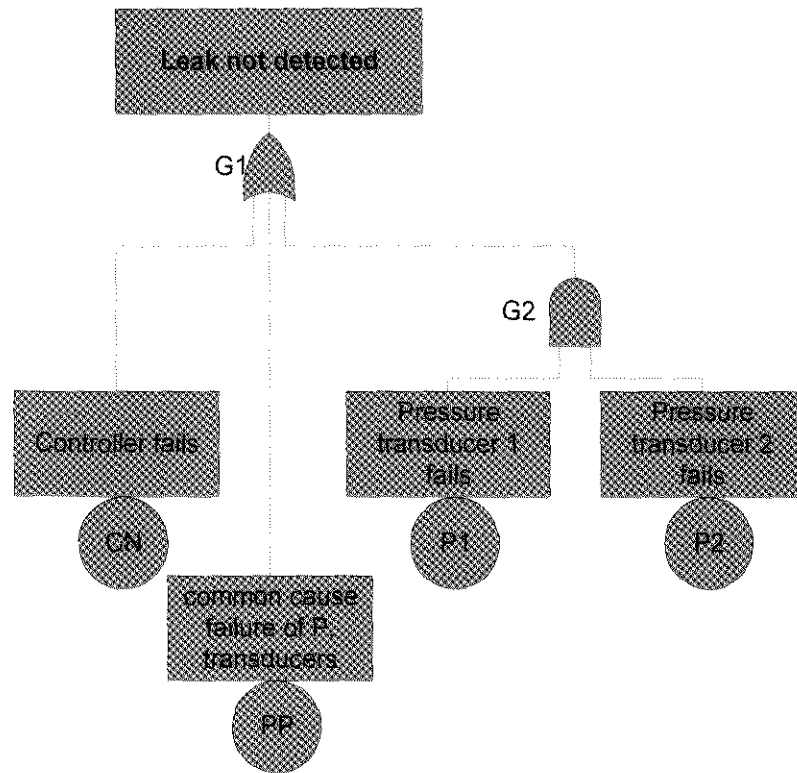 Leak not detected
G1
G2
Controller fails
Pressure
transducer 1
fails
Pressure
transducer 2
fails
CN
P1
P2
common cause
failure of P.
transducers
PP